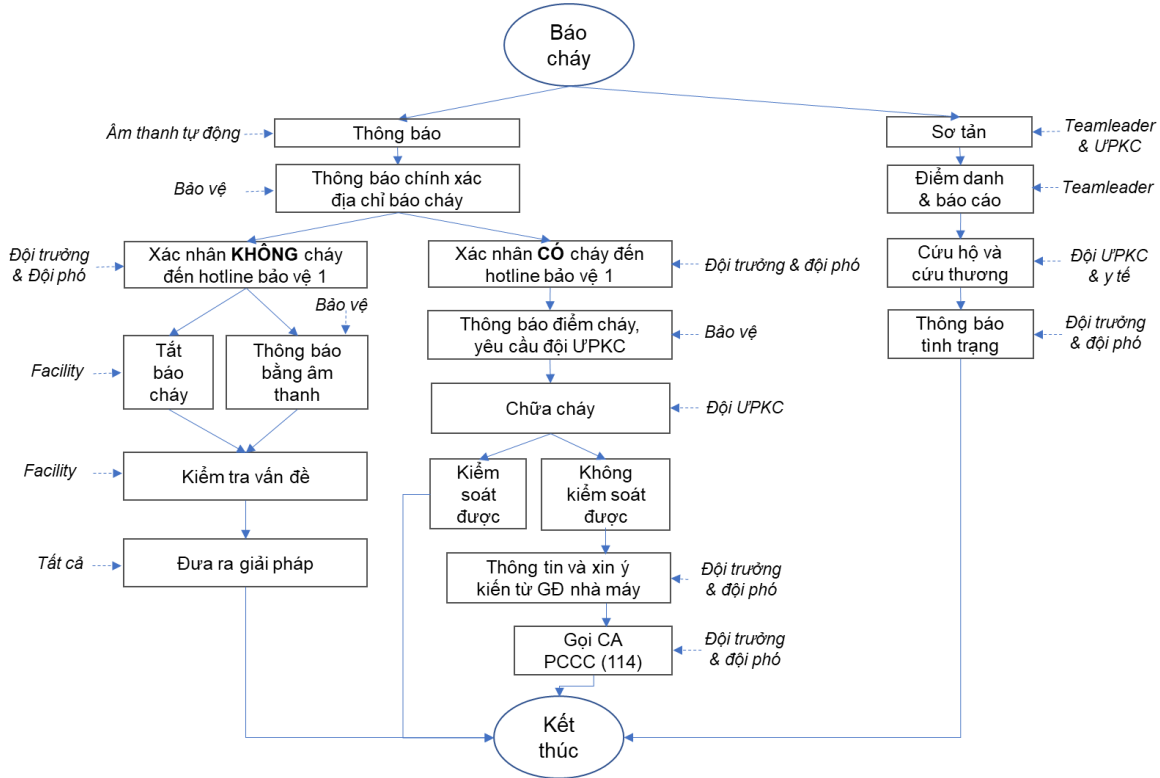 Báo
cháy
Âm thanh tự động
Thông báo
Sơ tản
Teamleader
& ƯPKC
Bảo vệ
Thông báo chính xác
địa chỉ báo cháy
Điểm danh
& báo cáo
Teamleader
Đội trưởng
& Đội phó
Xác nhân KHÔNG cháy
đến hotline bảo vệ 1
Xác nhân CÓ cháy đến
hotline bảo vệ 1
Đội trưởng & đội phó
Cứu hộ và
cứu thương
Đội ƯPKC
& y tế
Bảo vệ
Tắt
báo
cháy
Thông báo
bằng âm
thanh
Facility
Thông báo điểm cháy,
yêu cầu đội ƯPKC
Bảo vệ
Thông báo
tình trạng
Đội trưởng
& đội phó
Chữa cháy
Đội ƯPKC
Facility
Kiểm tra vấn đề
Kiểm
soát
được
Không
kiểm soát
được
Tất cả
Đưa ra giải pháp
Thông tin và xin ý
kiến từ GĐ nhà máy
Đội trưởng
& đội phó
Gọi CA
PCCC (114)
Đội trưởng
& đội phó
Kết
thúc